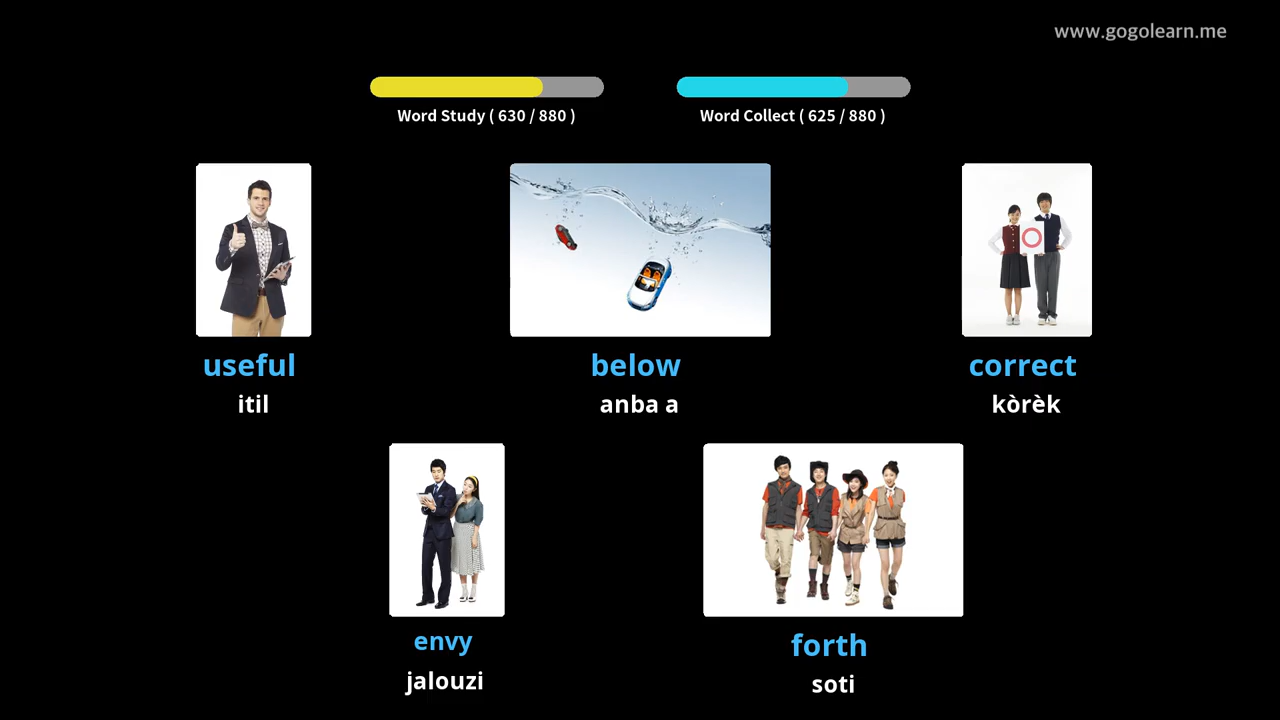 www.gogolearn.me
Word Study ( 630 / 880 )
Word Collect ( 625 / 880 )
useful
below
correct
itil
anba a
kòrèk
envy
forth
jalouzi
soti